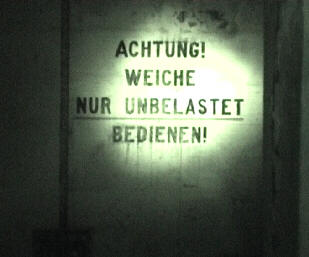 ACHTUNG!
WEICHE
NUR UNBELASTET
BEDIENEN!